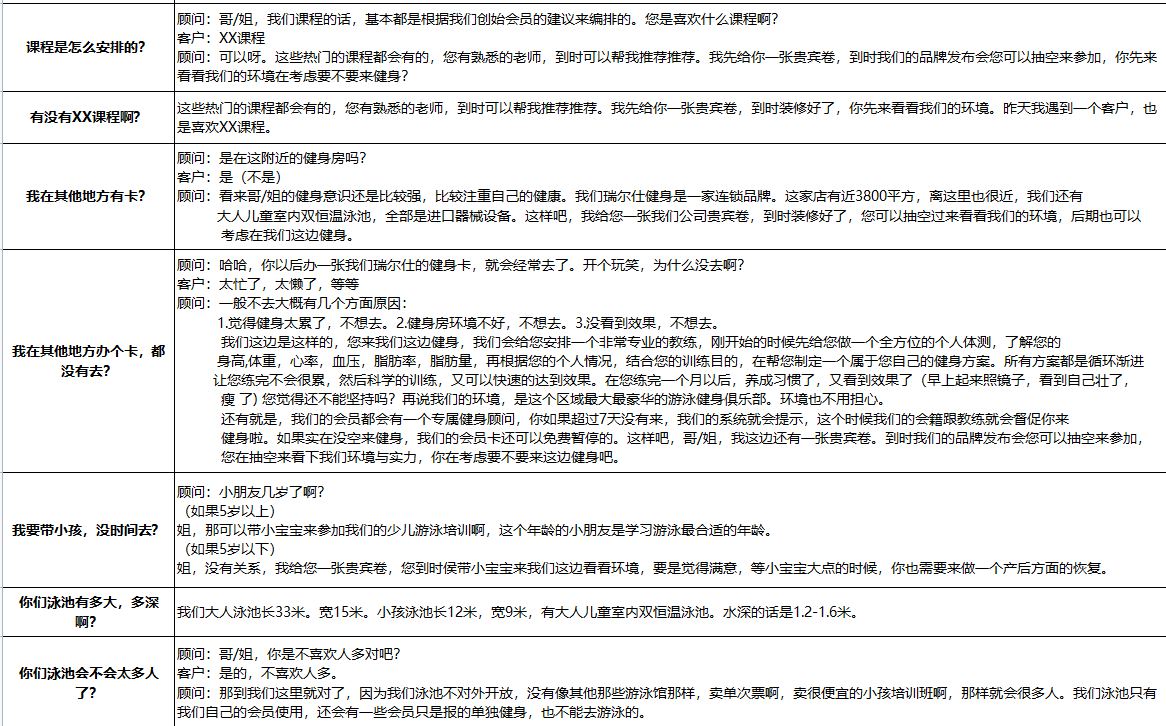 课程是怎么安排的?
顾问：哥/姐，我们课程的话，基本都是根据我们创始会员的建议来编排的。您是喜欢什么课程啊?
客户：XX课程
顾问：可以呀。这些热门的课程都会有的，您有熟悉的老师，到时可以帮我推荐推荐。我先给你一张贵宾卷，到时我们的品牌发布会您可以抽空来参加，你先来
看看我们的环境在考虑要不要来健身?
有没有XX课程啊?
这些热门的课程都会有的，您有熟悉的老师，到时可以帮我推荐推荐。我先给你一张贵宾卷，到时装修好了，你先来看看我们的环境。昨天我遇到一个客户，也
是喜欢XX课程。
我在其他地方有卡?
顾问：是在这附近的健身房吗?
客户：是（不是）
顾问：看来哥/姐的健身意识还是比较强，比较注重自己的健康。我们瑞尔仕健身是一家连锁品牌。这家店有近3800平方，离这里也很近，我们还有
大人儿童室内双恒温泳池，全部是进口器械设备。这样吧，我给您一张我们公司贵宾卷，到时装修好了，您可以抽空过来看看我们的环境，后期也可以
考虑在我们这边健身。
我在其他地方办个卡，都
没有去?
顾问：哈哈，你以后办一张我们瑞尔仕的健身卡，就会经常去了。开个玩笑，为什么没去啊?
客户：太忙了，太懒了，等等
顾问：一般不去大概有几个方面原因：
1.觉得健身太累了，不想去。2.健身房环境不好，不想去。3.没看到效果，不想去。
我们这边是这样的，您来我们这边健身，我们会给您安排一个非常专业的教练，刚开始的时候先给您做一个全方位的个人体测，了解您的
身高,体重，心率，血压，脂肪率，脂肪量，再根据您的个人情况，结合您的训练目的，在帮您制定一个属于您自己的健身方案。所有方案都是循环渐进
让您练完不会很累，然后科学的训练，又可以快速的达到效果。在您练完一个月以后，养成习惯了，又看到效果了（早上起来照镜子，看到自己壮了，
瘦 了）您觉得还不能坚持吗？再说我们的环境，是这个区域最大最豪华的游泳健身俱乐部。环境也不用担心。
还有就是，我们的会员都会有一个专属健身顾问，你如果超过7天没有来，我们的系统就会提示，这个时候我们的会籍跟教练就会督促你来
健身啦。如果实在没空来健身，我们的会员卡还可以免费暂停的。这样吧，哥/姐，我这边还有一张贵宾卷。到时我们的品牌发布会您可以抽空来参加，
您在抽空来看下我们环境与实力，你在考虑要不要来这边健身吧。
我要带小孩，没时间去?
顾问：小朋友几岁了啊?
（如果5岁以上）
姐，那可以带小宝宝来参加我们的少儿游泳培训啊，这个年龄的小朋友是学习游泳最合适的年龄。
（如果5岁以下）
姐，没有关系，我给您一张贵宾卷，您到时侯带小宝宝来我们这边看看环境，要是觉得满意，等小宝宝大点的时候，你也需要来做一个产后方面的恢复。
你们泳池有多大，多深
啊?
我们大人泳池长33米。宽15米。小孩泳池长12米，宽9米，有大人儿童室内双恒温泳池。水深的话是1.2-1.6米。
你们泳池会不会太多人
了?
顾问：哥/姐，你是不喜欢人多对吧?
客户：是的，不喜欢人多。
顾问：那到我们这里就对了，因为我们泳池不对外开放，没有像其他那些游泳馆那样，卖单次票啊，卖很便宜的小孩培训班啊，那样就会很多人。我们泳池只有
我们自己的会员使用，还会有一些会员只是报的单独健身，也不能去游泳的。